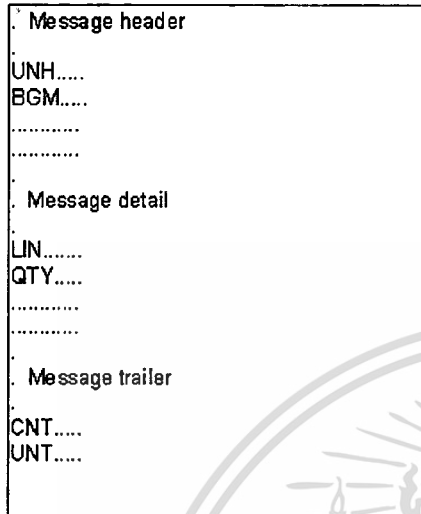 . Message header
.
UNH.....
BGM.....
............
............
.
. Message detail
.
LIN.......
QTY.....
............
............
.
. Message trailer
.
CNT.....
UNT.....